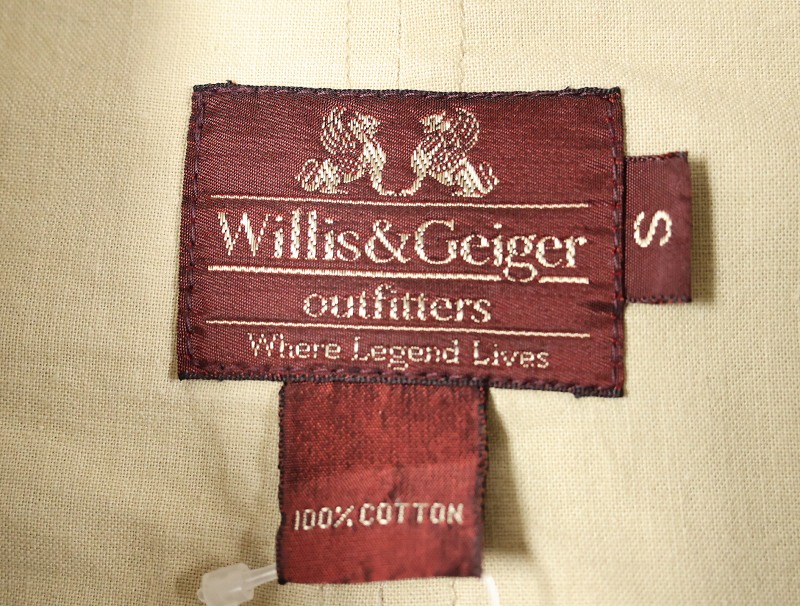 Willis&Geiger
outfitters
Where Legend Lives
S
100% COTTON